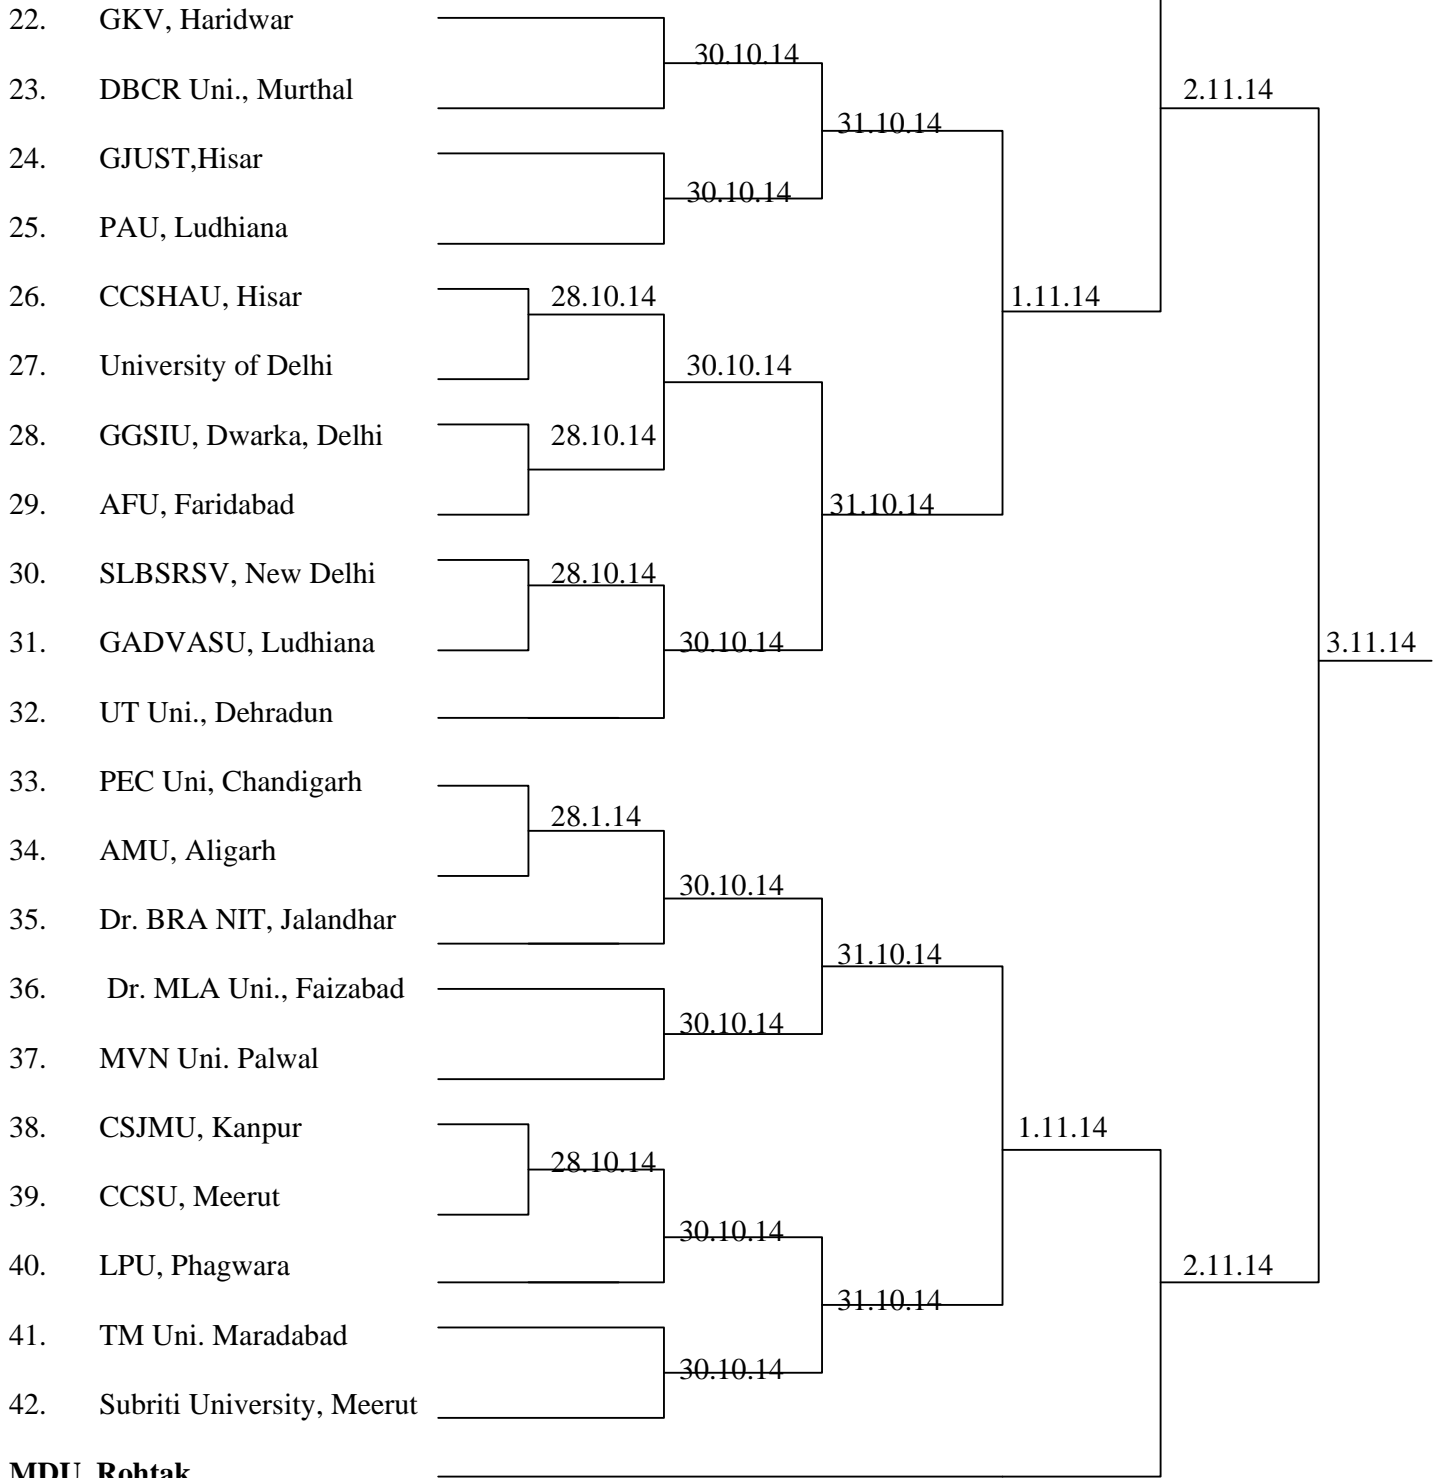 22. GKV, Haridwar
30.10.14
23. DBCR Uni., Murthal 2.11.14
31.10.14
24. GJUST,Hisar
30.10.14
25. PAU, Ludhiana
26. CCSHAU, Hisar 28.10.14 1.11.14
27. University of Delhi 30.10.14
28. GGSIU, Dwarka, Delhi 28.10.14
29. AFU, Faridabad 31.10.14
30. SLBSRSV, New Delhi 28.10.14
31. GADVASU, Ludhiana 30.10.14 3.11.14
32. UT Uni., Dehradun
33. PEC Uni, Chandigarh
28.1.14
34. AMU, Aligarh
30.10.14
35. Dr. BRA NIT, Jalandhar
31.10.14
36. Dr. MLA Uni., Faizabad
30.10.14
37. MVN Uni. Palwal
38. CSJMU, Kanpur 1.11.14
28.10.14
39. CCSU, Meerut
30.10.14
40. LPU, Phagwara 2.11.14
31.10.14
41. TM Uni. Maradabad
30.10.14
42. Subriti University, Meerut
MDU, Rohtak